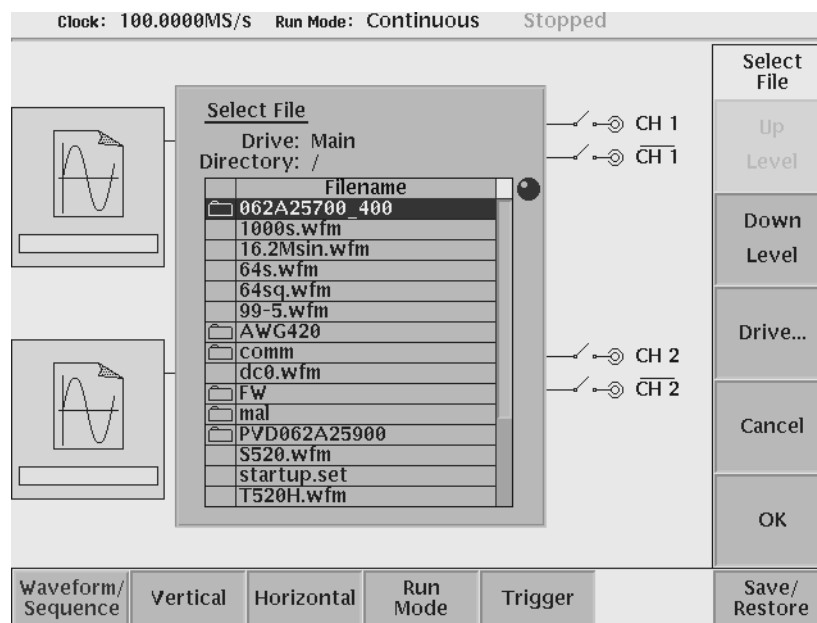 Clock: 100.0000MS/s Run Mode: Continuous Stopped
Select File
Drive: Main
Directory: /
Filename
062A25700_400
1000s.wfm
16.2Msin.wfm
64s.wfm
64sq.wfm
99-5.wfm
AWG420
comm
dc0.wfm
FW
mal
PVD062A25900
S520.wfm
startup.set
T520H.wfm
CH 1
CH 1
CH 2
CH 2
Select
File
Up
Level
Down
Level
Drive...
Cancel
OK
Waveform/
Sequence
Vertical
Horizontal
Run
Mode
Trigger
Save/
Restore